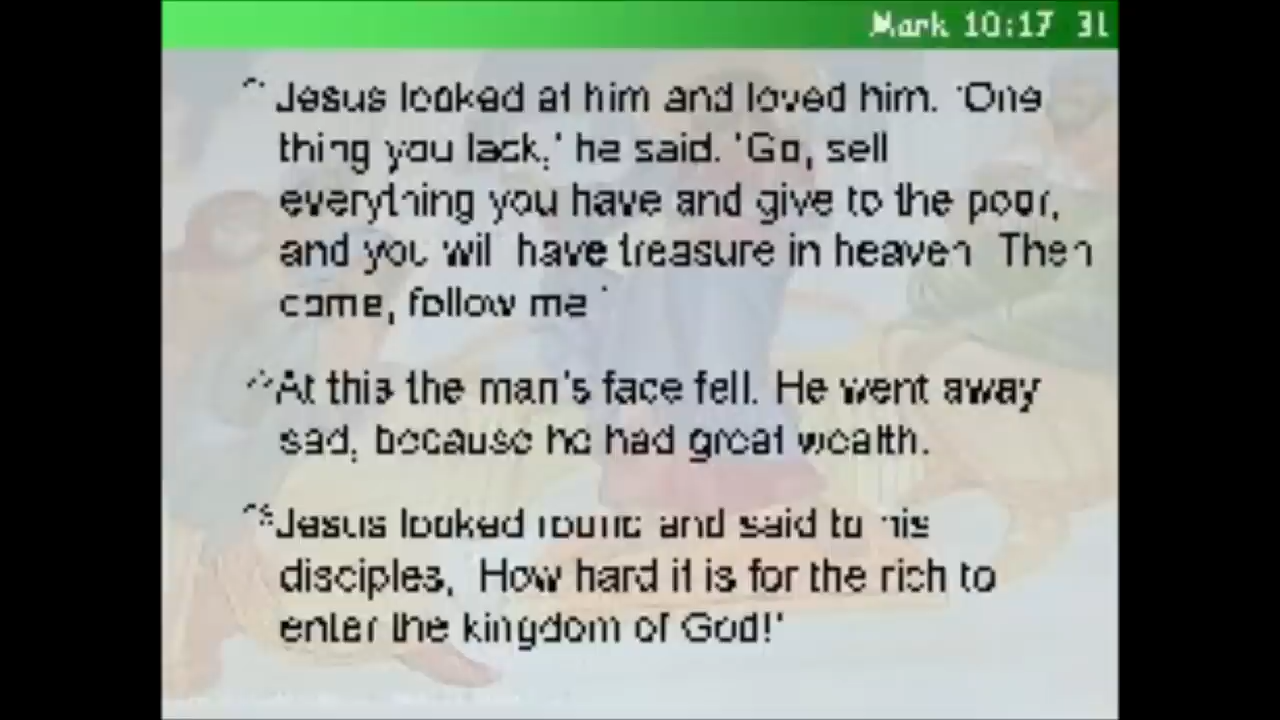 Mark 10:17 31
Jesus looked at him and loved him. 'One
thing you lack,' he said. 'Go, sell
everything you have and give to the poor,
and you will have treasure in heaven. Then
come, follow me.'
At this the man's face fell. He went away
sad, because he had great wealth.
Jesus looked round and said to his
disciples, 'How hard it is for the rich to
enter the kingdom of God!'